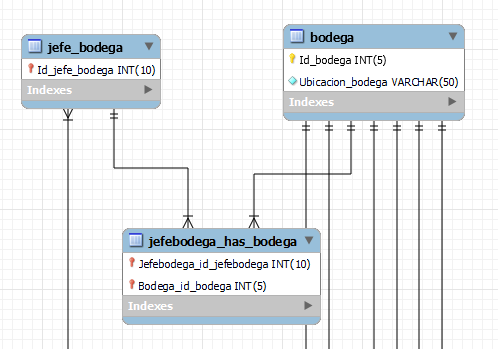 jefe_bodega
Id_jefe_bodega INT(10)
Indexes
bodega
Id_bodega INT(5)
Ubicacion_bodega VARCHAR(50)
Indexes
jefebodega_has_bodega
Jefebodega_id_jefebodega INT(10)
Bodega_id_bodega INT(5)
Indexes